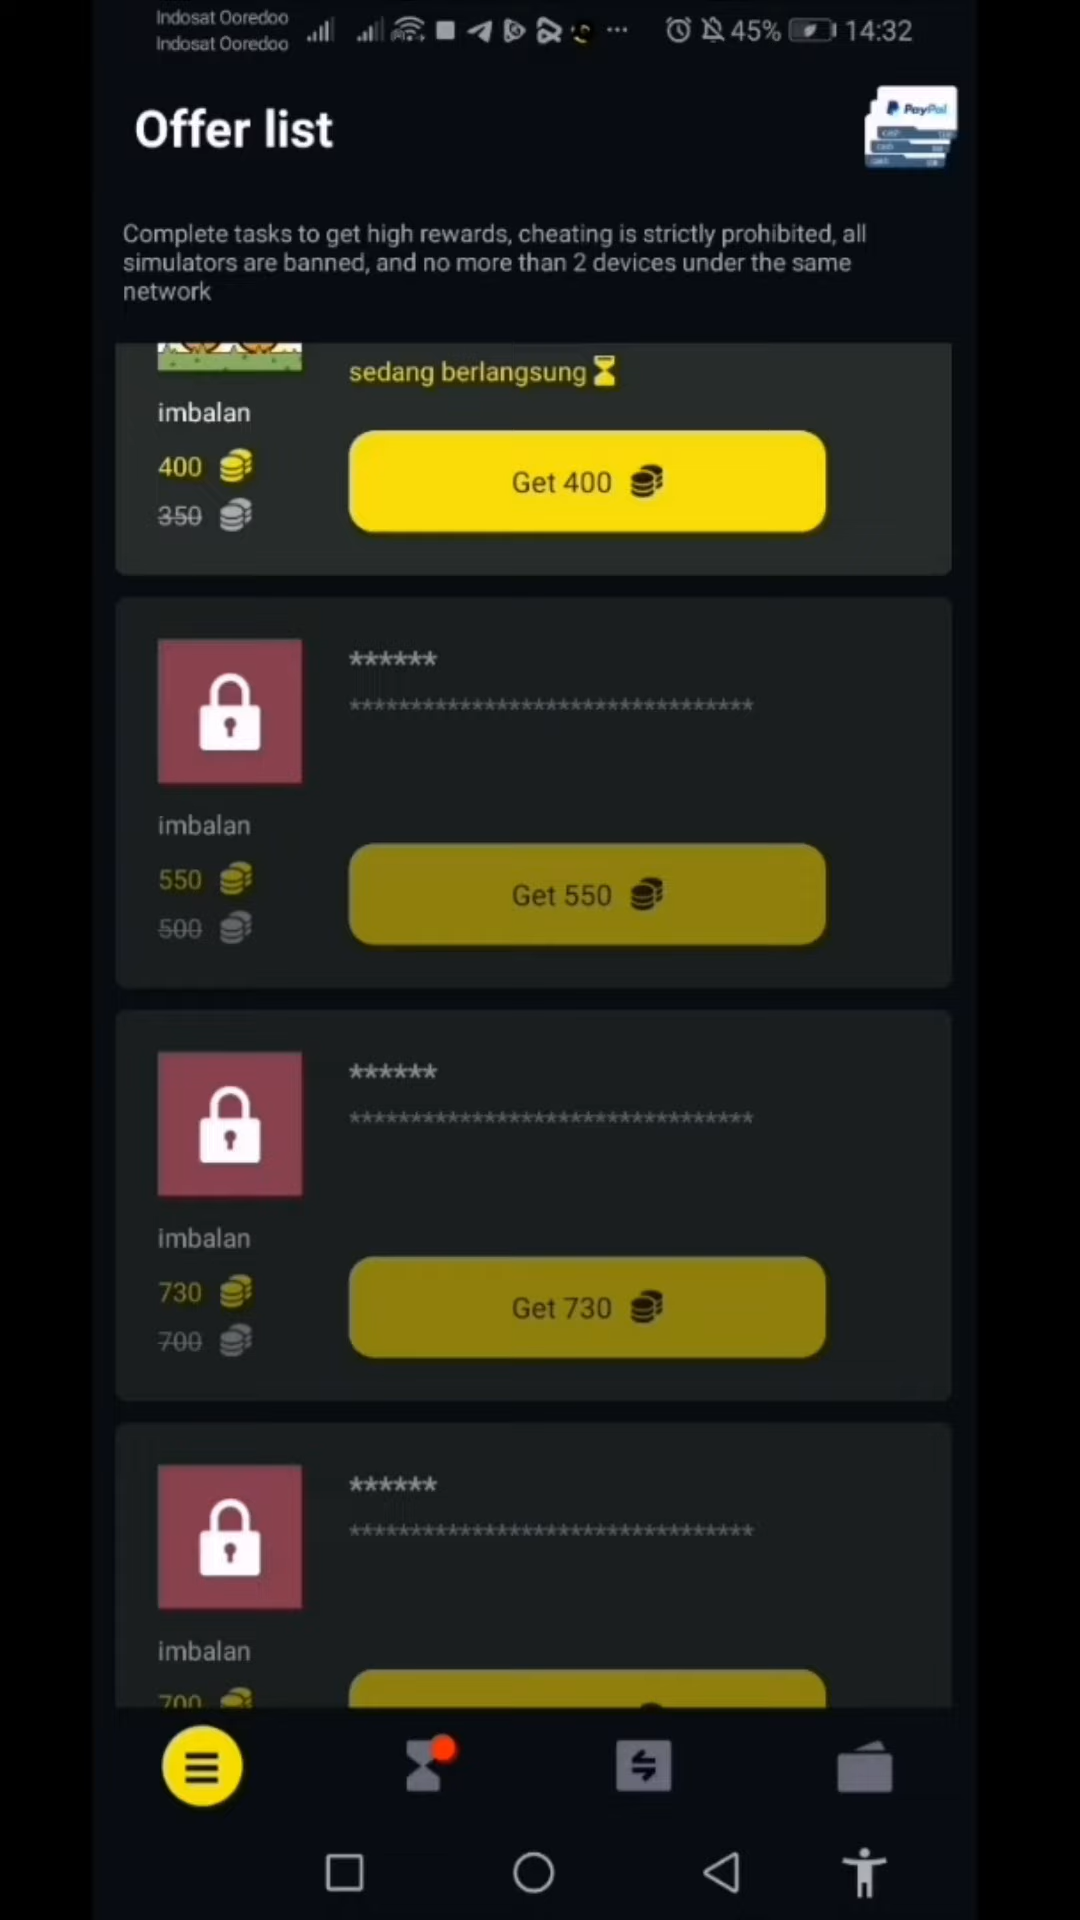 Indosat Ooredoo
Indosat Ooredoo
45% 14:32
Offer list
PayPal
Complete tasks to get high rewards, cheating is strictly prohibited, all
simulators are banned, and no more than 2 devices under the same
network
sedang berlangsung
imbalan
400
350
Get 400
******
*********************************
imbalan
550
500
Get 550
******
*********************************
imbalan
730
700
Get 730
******
*********************************
imbalan
700